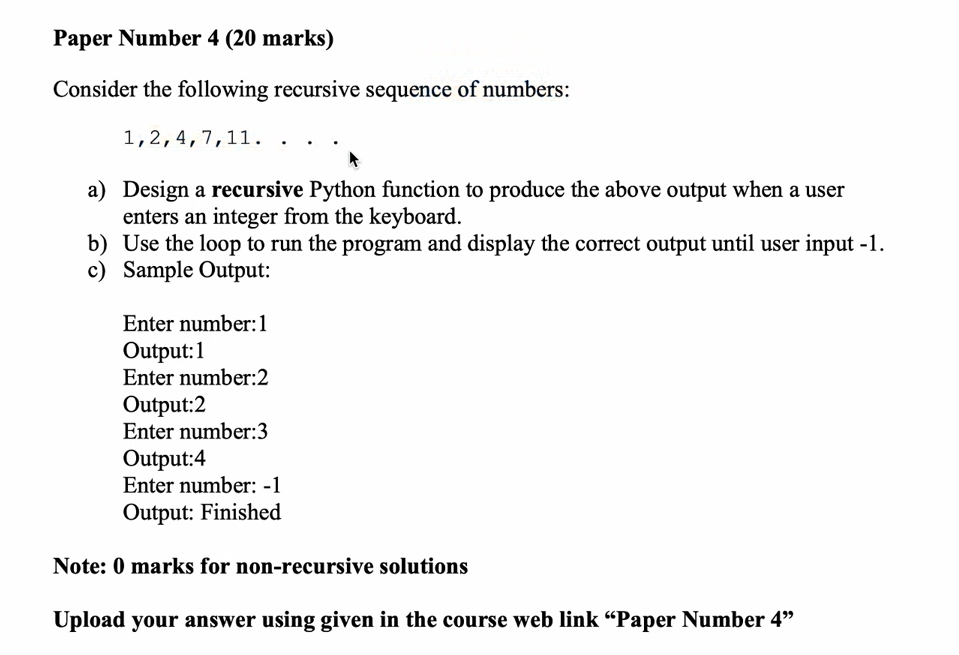 Paper Number 4 (20 marks)
Consider the following recursive sequence of numbers:
1,2,4,7,11. . . .
a) Design a recursive Python function to produce the above output when a user
enters an integer from the keyboard.
b) Use the loop to run the program and display the correct output until user input -1.
c) Sample Output:
Enter number:1
Output:1
Enter number:2
Output:2
Enter number:3
Output:4
Enter number: -1
Output: Finished
Note: 0 marks for non-recursive solutions
Upload your answer using given in the course web link “Paper Number 4”